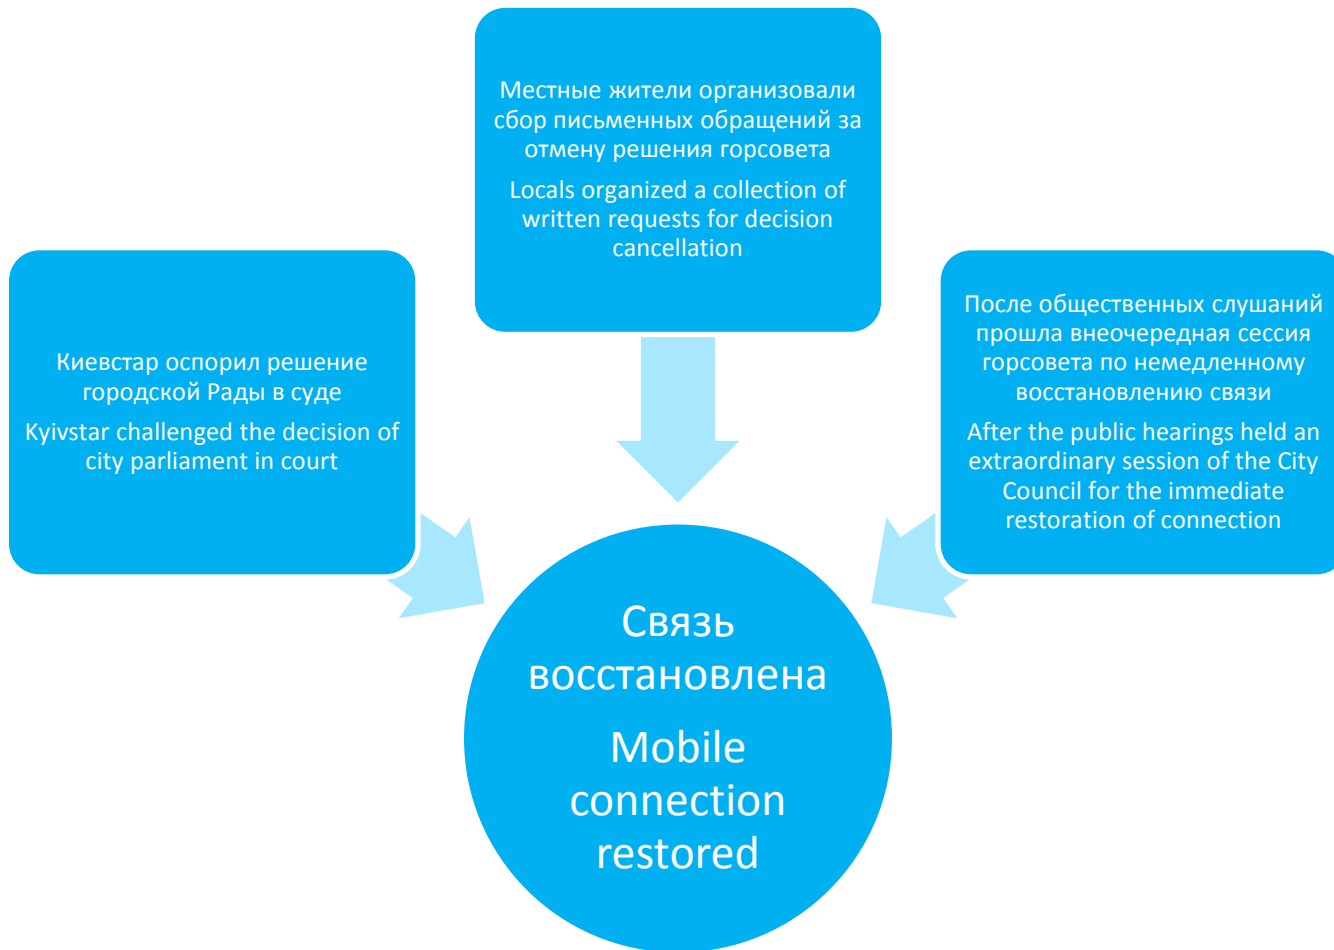 Местные жители организовали
сбор письменных обращений за
отмену решения горсовета
Locals organized a collection of
written requests for decision
cancellation
Киевстар оспорил решение
городской Рады в суде
Kyivstar challenged the decision of
city parliament in court
После общественных слушаний
прошла внеочередная сессия
горсовета по немедленному
восстановлению связи
After the public hearings held an
extraordinary session of the City
Council for the immediate
restoration of connection
Связь
восстановлена
Mobile
connection
restored